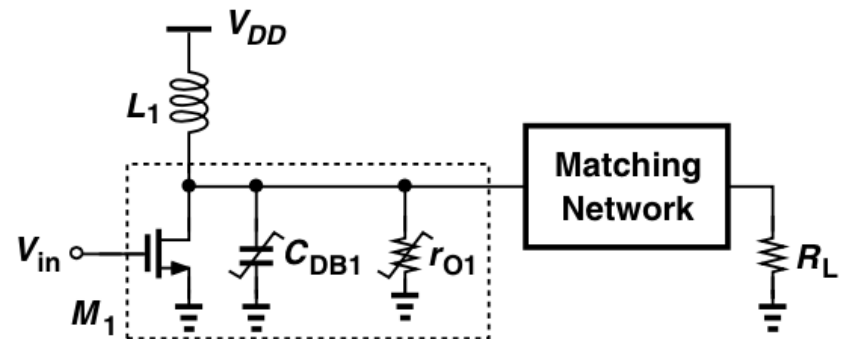 VDD
L1
Matching
Network
Vin
CDB1
rO1
RL
M1